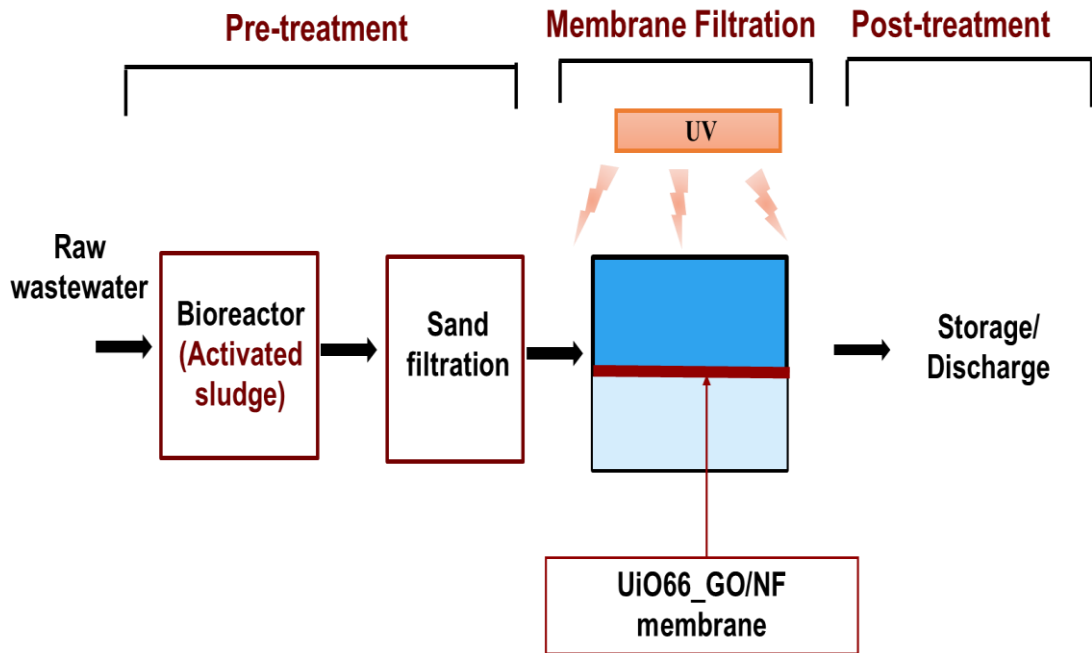 Pre-treatment
Membrane Filtration
Post-treatment
UV
Raw
wastewater
Bioreactor
(Activated
sludge)
Sand
filtration
Storage/
Discharge
UiO66_GO/NF
membrane